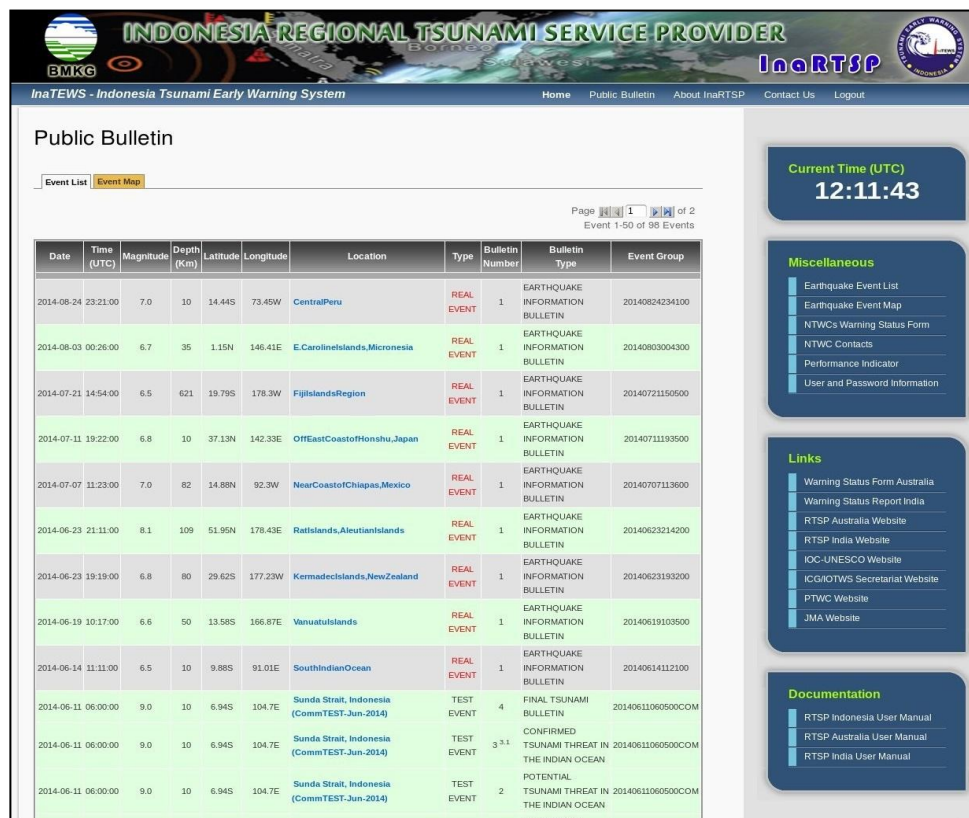 INDONESIA REGIONAL TSUNAMI SERVICE PROVIDER
BMKG
InaRTSP
InaTEWS - Indonesia Tsunami Early Warning System
Home Public Bulletin About InaRTSP Contact Us Logout
Public Bulletin
Event List Event Map
Page 1 of 2
Event 1-50 of 98 Events
Date Time (UTC) Magnitude Depth (Km) Latitude Longitude Location Type Bulletin Number Bulletin Type Event Group
2014-08-24 23:21:00 7.0 10 14.44S 73.45W CentralPeru REAL EVENT 1 EARTHQUAKE INFORMATION BULLETIN 20140824234100
2014-08-03 00:26:00 6.7 35 1.15N 146.41E E.CarolineIslands,Micronesia REAL EVENT 1 EARTHQUAKE INFORMATION BULLETIN 20140803004300
2014-07-21 14:54:00 6.5 621 19.79S 178.3W FijiIslandsRegion REAL EVENT 1 EARTHQUAKE INFORMATION BULLETIN 20140721150500
2014-07-11 19:22:00 6.8 10 37.13N 142.33E OffEastCoastofHonshu,Japan REAL EVENT 1 EARTHQUAKE INFORMATION BULLETIN 20140711193500
2014-07-07 11:23:00 7.0 82 14.88N 92.3W NearCoastofChiapas,Mexico REAL EVENT 1 EARTHQUAKE INFORMATION BULLETIN 20140707113600
2014-06-23 21:11:00 8.1 109 51.95N 178.43E RatIslands,AleutianIslands REAL EVENT 1 EARTHQUAKE INFORMATION BULLETIN 20140623214200
2014-06-23 19:19:00 6.8 80 29.62S 177.23W KermadecIslands,NewZealand REAL EVENT 1 EARTHQUAKE INFORMATION BULLETIN 20140623193200
2014-06-19 10:17:00 6.6 50 13.58S 166.87E VanuatuIslands REAL EVENT 1 EARTHQUAKE INFORMATION BULLETIN 20140619103500
2014-06-14 11:11:00 6.5 10 9.88S 91.01E SouthIndianOcean REAL EVENT 1 EARTHQUAKE INFORMATION BULLETIN 20140614112100
2014-06-11 06:00:00 9.0 10 6.94S 104.7E Sunda Strait, Indonesia (CommTEST-Jun-2014) TEST EVENT 4 FINAL TSUNAMI BULLETIN 20140611060500COM
2014-06-11 06:00:00 9.0 10 6.94S 104.7E Sunda Strait, Indonesia (CommTEST-Jun-2014) TEST EVENT 3 3.1 CONFIRMED TSUNAMI THREAT IN THE INDIAN OCEAN 20140611060500COM
2014-06-11 06:00:00 9.0 10 6.94S 104.7E Sunda Strait, Indonesia (CommTEST-Jun-2014) TEST EVENT 2 POTENTIAL TSUNAMI THREAT IN THE INDIAN OCEAN 20140611060500COM
Current Time (UTC)
12:11:43
Miscellaneous
Earthquake Event List
Earthquake Event Map
NTWCs Warning Status Form
NTWC Contacts
Performance Indicator
User and Password Information
Links
Warning Status Form Australia
Warning Status Report India
RTSP Australia Website
RTSP India Website
IOC-UNESCO Website
ICG/IOTWS Secretariat Website
PTWC Website
JMA Website
Documentation
RTSP Indonesia User Manual
RTSP Australia User Manual
RTSP India User Manual